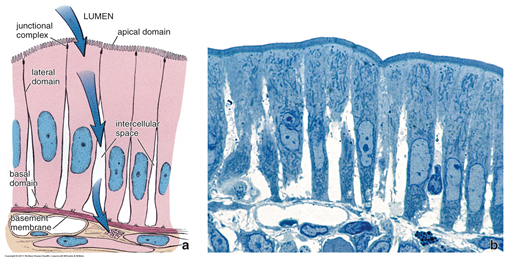 LUMEN
junctional
complex
apical domain
lateral
domain
intercellular
space
basal
domain
basement
membrane
a
b